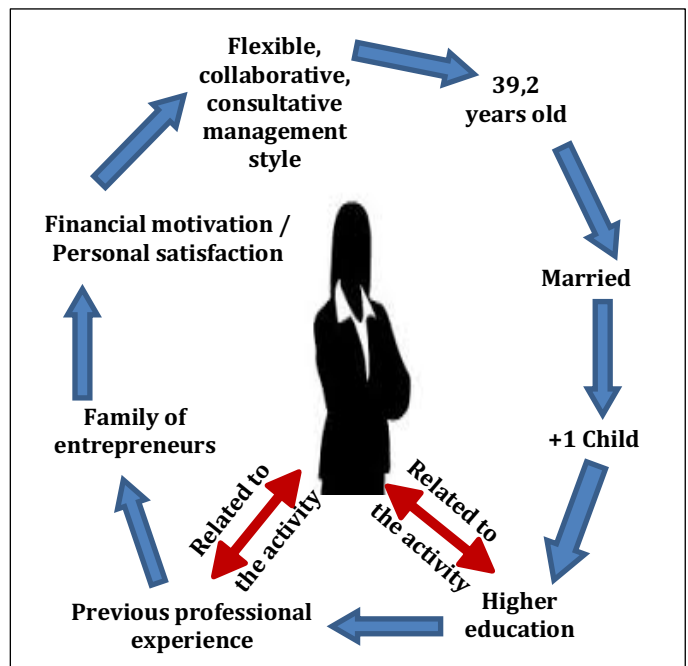 Flexible,
collaborative,
consultative
management
style
39,2
years old
Married
+1 Child
Higher
education
Related to
the activity
Previous professional
experience
Related to
the activity
Family of
entrepreneurs
Financial motivation /
Personal satisfaction